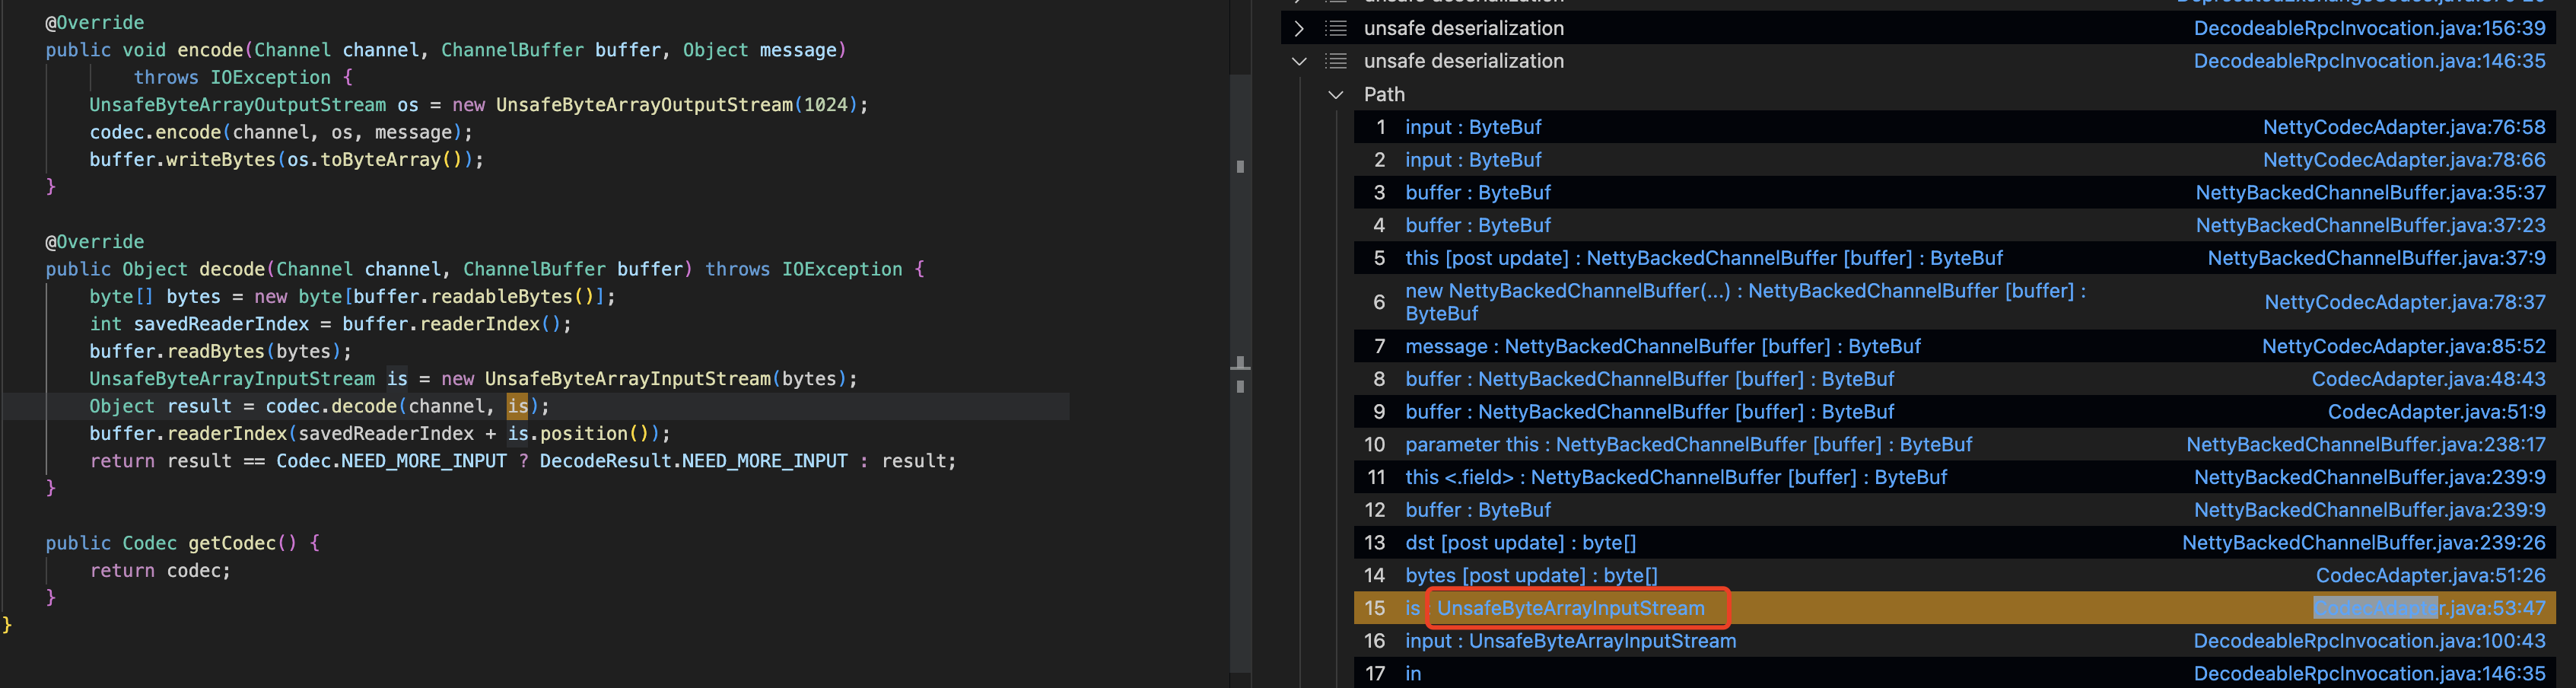 @Override
public void encode(Channel channel, ChannelBuffer buffer, Object message)
throws IOException {
UnsafeByteArrayOutputStream os = new UnsafeByteArrayOutputStream(1024);
codec.encode(channel, os, message);
buffer.writeBytes(os.toByteArray());
}
@Override
public Object decode(Channel channel, ChannelBuffer buffer) throws IOException {
byte[] bytes = new byte[buffer.readableBytes()];
int savedReaderIndex = buffer.readerIndex();
buffer.readBytes(bytes);
UnsafeByteArrayInputStream is = new UnsafeByteArrayInputStream(bytes);
Object result = codec.decode(channel, is);
buffer.readerIndex(savedReaderIndex + is.position());
return result == Codec.NEED_MORE_INPUT ? DecodeResult.NEED_MORE_INPUT : result;
}
public Codec getCodec() {
return codec;
}
}
unsafe deserialization
unsafe deserialization DecodeableRpcInvocation.java:156:39
unsafe deserialization DecodeableRpcInvocation.java:146:35
Path
1 input : ByteBuf NettyCodecAdapter.java:76:58
2 input : ByteBuf NettyCodecAdapter.java:78:66
3 buffer : ByteBuf NettyBackedChannelBuffer.java:35:37
4 buffer : ByteBuf NettyBackedChannelBuffer.java:37:23
5 this [post update] : NettyBackedChannelBuffer [buffer] : ByteBuf NettyBackedChannelBuffer.java:37:9
6 new NettyBackedChannelBuffer(...) : NettyBackedChannelBuffer [buffer] : NettyCodecAdapter.java:78:37
ByteBuf
7 message : NettyBackedChannelBuffer [buffer] : ByteBuf NettyCodecAdapter.java:85:52
8 buffer : NettyBackedChannelBuffer [buffer] : ByteBuf CodecAdapter.java:48:43
9 buffer : NettyBackedChannelBuffer [buffer] : ByteBuf CodecAdapter.java:51:9
10 parameter this : NettyBackedChannelBuffer [buffer] : ByteBuf NettyBackedChannelBuffer.java:238:17
11 this <.field> : NettyBackedChannelBuffer [buffer] : ByteBuf NettyBackedChannelBuffer.java:239:9
12 buffer : ByteBuf NettyBackedChannelBuffer.java:239:9
13 dst [post update] : byte[] NettyBackedChannelBuffer.java:239:26
14 bytes [post update] : byte[] CodecAdapter.java:51:26
15 is : UnsafeByteArrayInputStream CodecAdapter.java:53:47
16 input : UnsafeByteArrayInputStream DecodeableRpcInvocation.java:100:43
17 in DecodeableRpcInvocation.java:146:35